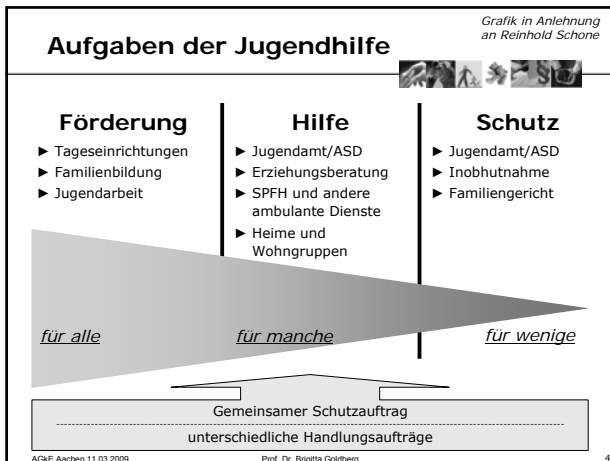 Grafik in Anlehnung
an Reinhold Schone
Aufgaben der Jugendhilfe
§
Förderung
► Tageseinrichtungen
► Familienbildung
► Jugendarbeit
Hilfe
► Jugendamt/ASD
► Erziehungsberatung
► SPFH und andere
ambulante Dienste
► Heime und
Wohngruppen
Schutz
► Jugendamt/ASD
► Inobhutnahme
► Familiengericht
für alle
für manche
für wenige
Gemeinsamer Schutzauftrag
unterschiedliche Handlungsaufträge
AGkE Aachen 11.03.2009
Prof. Dr. Brigitta Goldberg
4